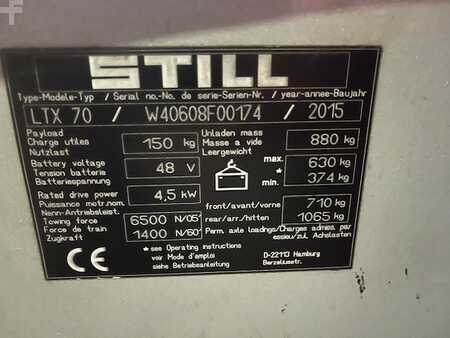 STILL
Type-Modele-Typ / Serial no.-No. de serie-Serien-Nr. / year-annee-Baujahr
LTX 70 / W40608F00174 / 2015
Payload
Charge utiles
Nutzlast
150 kg
Unladen mass
Masse a vide
Leergewicht
880 kg
Battery voltage
Tension batterie
Batteriespannung
48 V
max. 630 kg
*
min. 374 kg
Rated drive power
Puissance motr.nom.
Nenn-Antriebsleist.
4,5 kW
front/avant/vorne 710 kg
rear/arr./hitten 1065 kg
Towing force
Force de train
Zugkraft
6500 N/05'
1400 N/60'
Perm. axle loadings/Charges admies. par
essieu/zul. Achslasten
* see Operating instructions
voir Mode d'emploi
siehe Betriebsanleitung
CE
D-22113 Hamburg
Berzeliusstr.